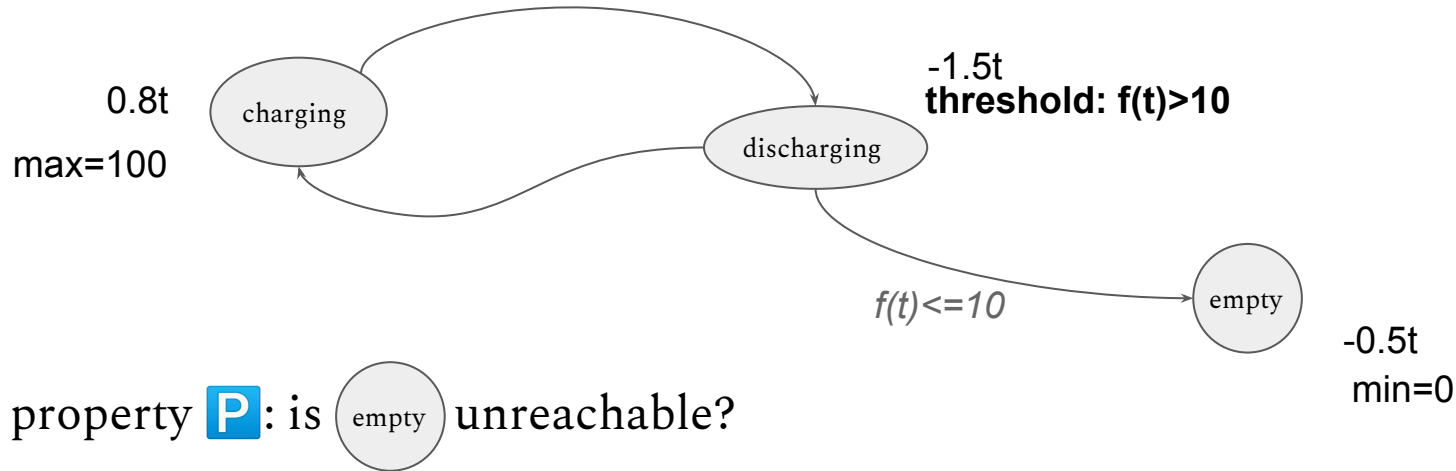 0.8t
max=100
charging
-1.5t
threshold: f(t)>10
discharging
f(t)<=10
empty
-0.5t
min=0
property 🅿️: is empty unreachable?